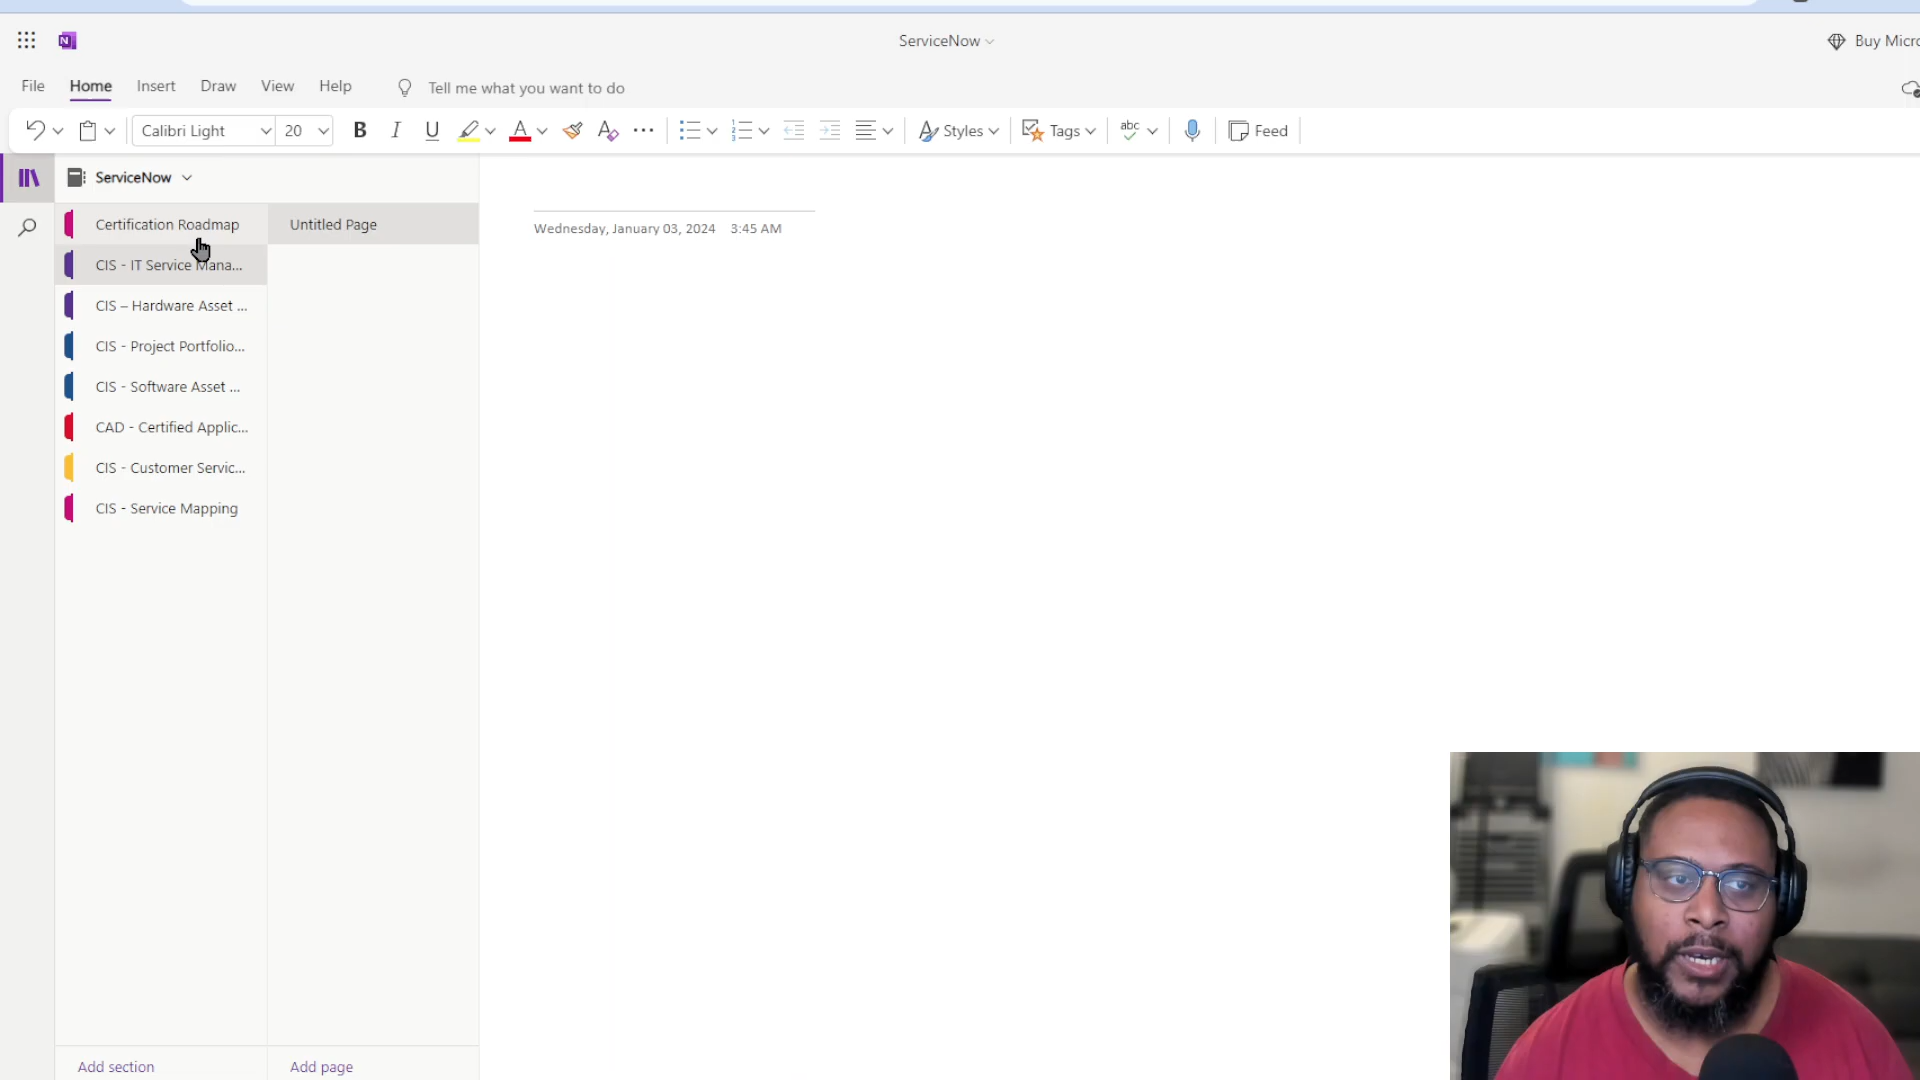 ServiceNow
Buy Micro
File Home Insert Draw View Help Tell me what you want to do
Calibri Light 20 B I U A A ... Styles Tags abc Feed
ServiceNow
Certification Roadmap
CIS - IT Service Mana...
CIS – Hardware Asset ...
CIS - Project Portfolio...
CIS - Software Asset ...
CAD - Certified Applic...
CIS - Customer Servic...
CIS - Service Mapping
Add section
Untitled Page
Add page
Wednesday, January 03, 2024 3:45 AM